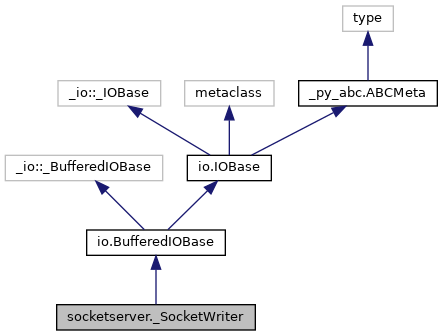 type
_io::_IOBase
metaclass
_py_abc.ABCMeta
_io::_BufferedIOBase
io.IOBase
io.BufferedIOBase
socketserver._SocketWriter